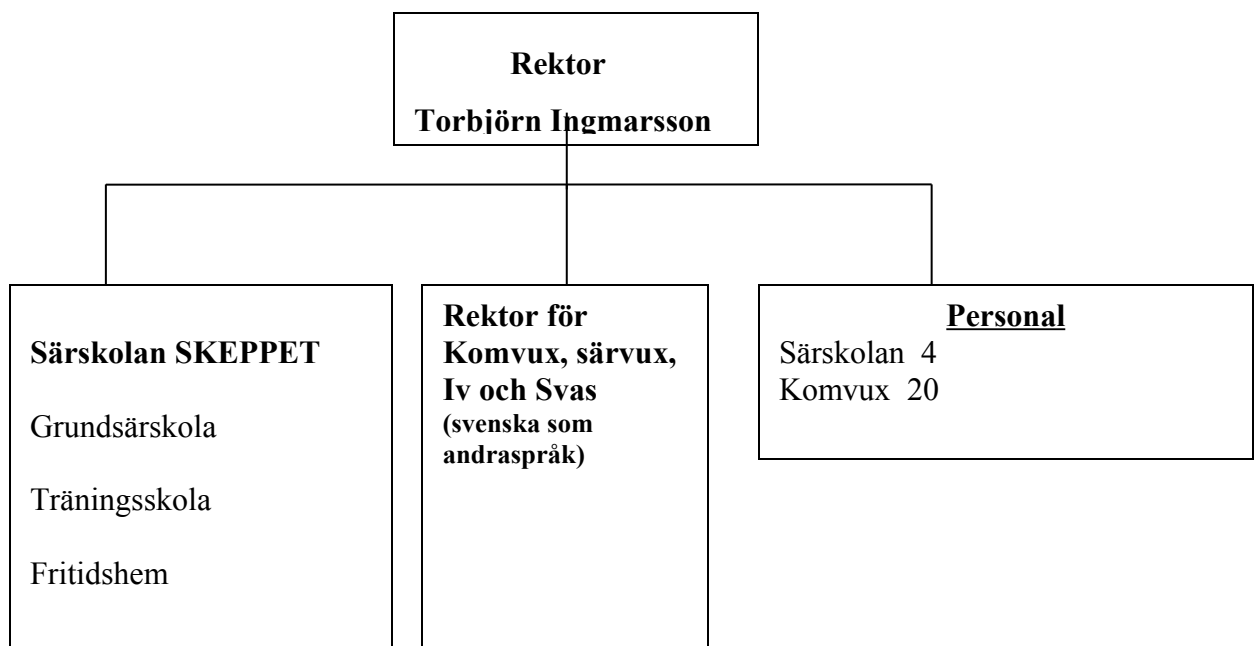 Rektor
Torbjörn Ingmarsson
Särskolan SKEPPET
Grundsärskola
Träningsskola
Fritidshem
Rektor för
Komvux, särvux,
Iv och Svas
(svenska som
andraspråk)
Personal
Särskolan 4
Komvux 20